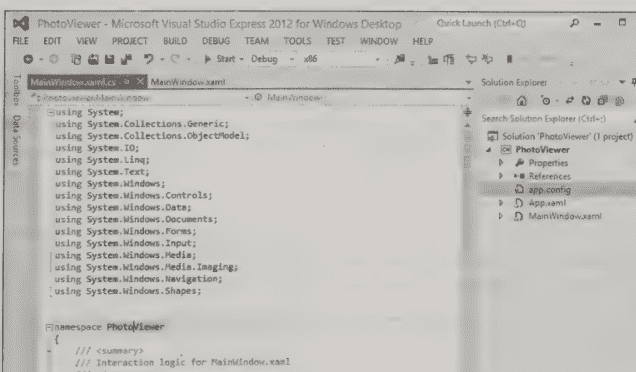 PhotoViewer - Microsoft Visual Studio Express 2012 for Windows Desktop
Quick Launch (Ctrl+Q)
FILE EDIT VIEW PROJECT BUILD DEBUG TEAM TOOLS TEST WINDOW HELP
Start Debug x86
MainWindow.xaml.cs MainWindow.xaml
MainWindow
Toolbox
Data Sources
using System;
using System.Collections.Generic;
using System.Collections.ObjectModel;
using System.IO;
using System.Linq;
using System.Text;
using System.Windows;
using System.Windows.Controls;
using System.Windows.Data;
using System.Windows.Documents;
using System.Windows.Forms;
using System.Windows.Input;
using System.Windows.Media;
using System.Windows.Media.Imaging;
using System.Windows.Navigation;
using System.Windows.Shapes;
namespace PhotoViewer
{
/// <summary>
/// Interaction logic for MainWindow.xaml
Solution Explorer
Search Solution Explorer (Ctrl+;)
Solution 'PhotoViewer' (1 project)
PhotoViewer
Properties
References
app.config
App.xaml
MainWindow.xaml